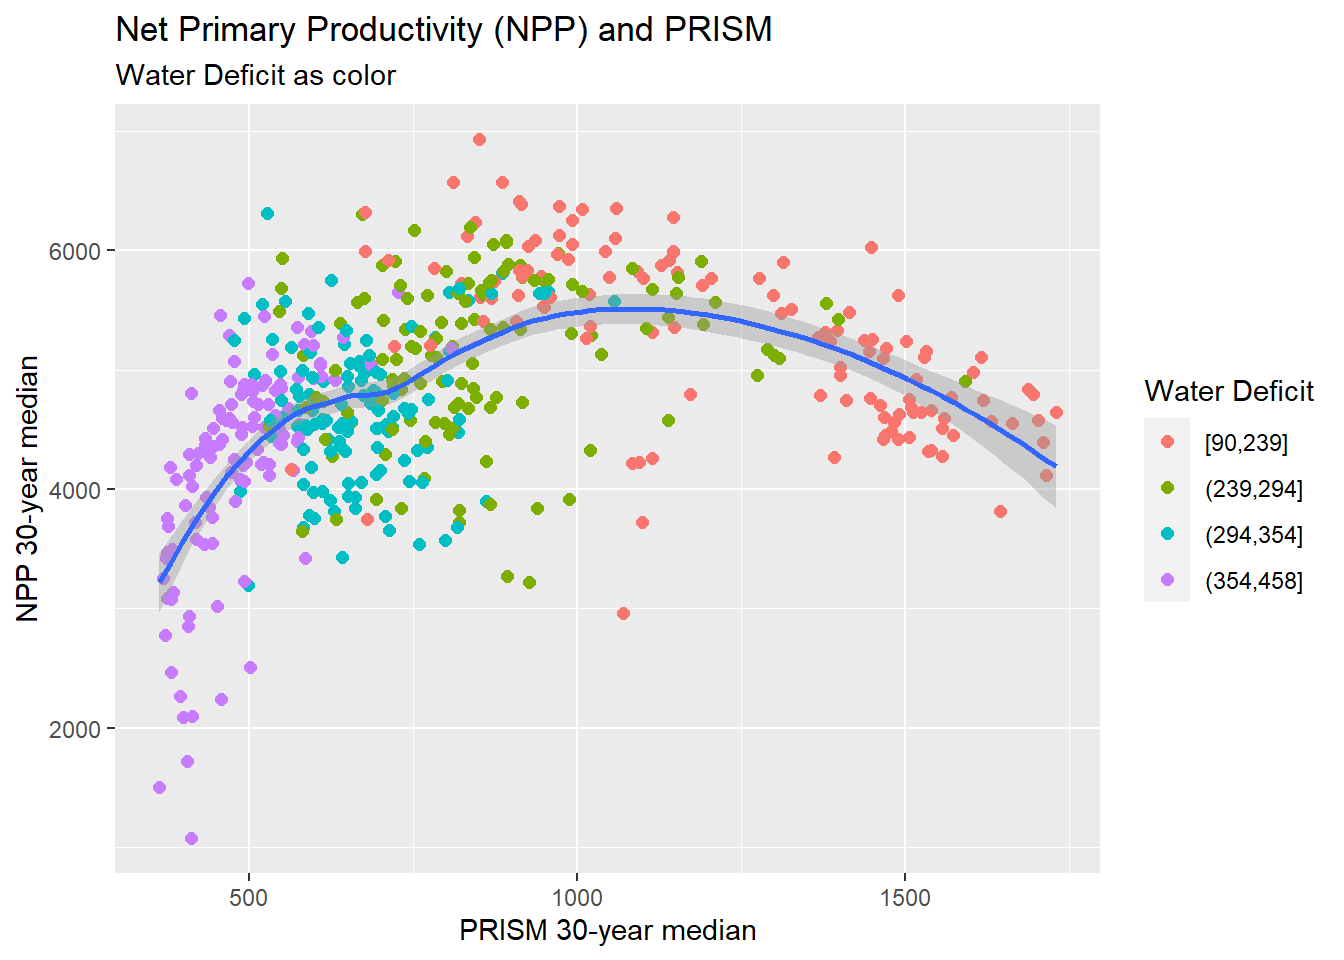 Net Primary Productivity (NPP) and PRISM
Water Deficit as color
6000
4000
2000
NPP 30-year median
500
1000
1500
PRISM 30-year median
Water Deficit
[90,239]
(239,294]
(294,354]
(354,458]